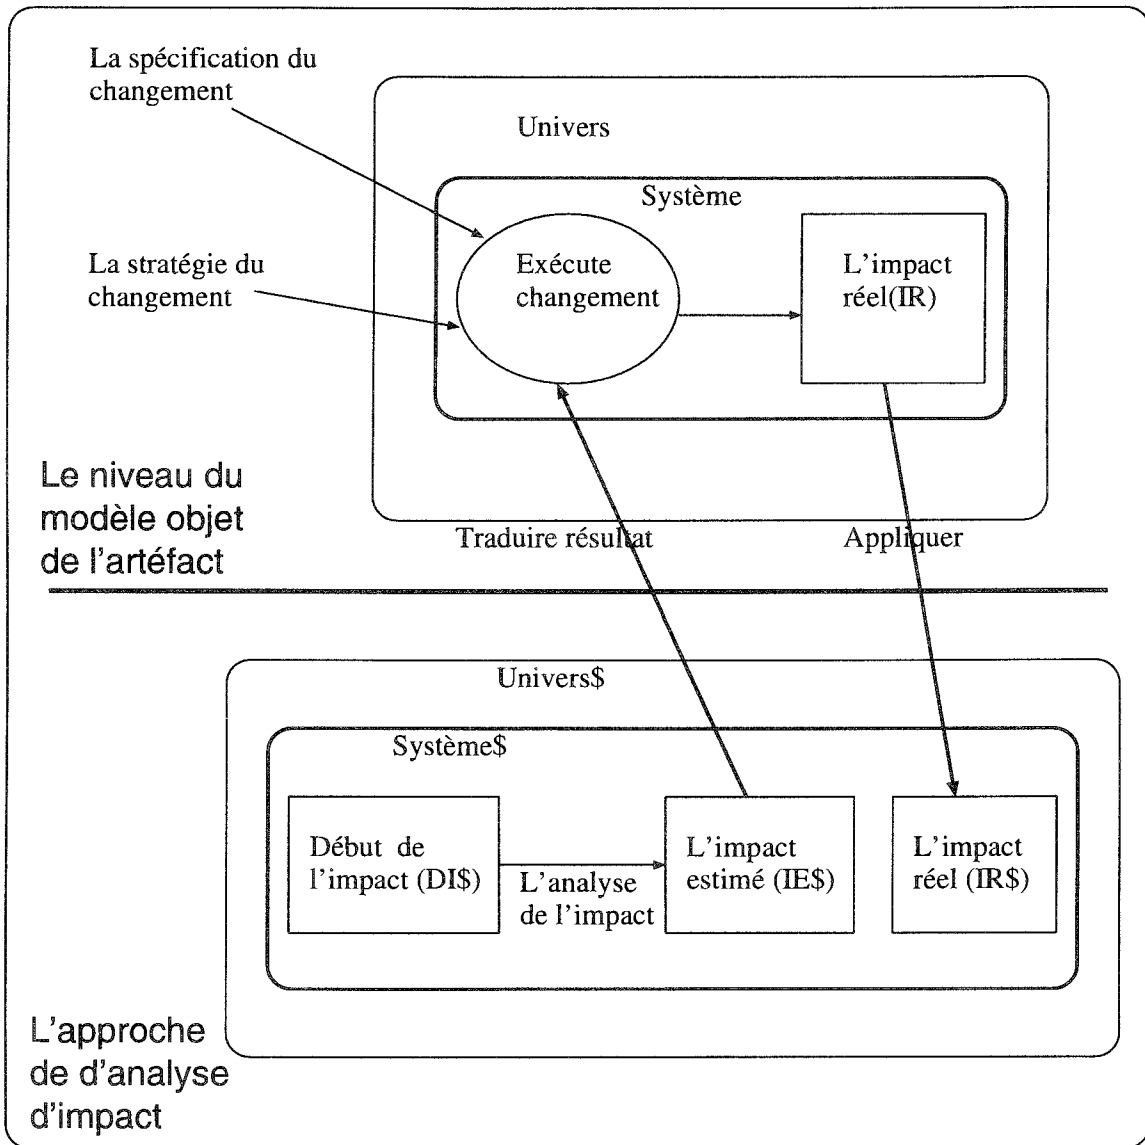 La spécification du
changement
Univers
Système
La stratégie du
changement
Exécute
changement
L'impact
réel(IR)
Le niveau du
modèle objet
de l'artéfact
Traduire résultat
Appliquer
Univers$
Système$
Début de
l'impact (DI$)
L'analyse
de l'impact
L'impact
estimé (IE$)
L'impact
réel (IR$)
L'approche
de d'analyse
d'impact